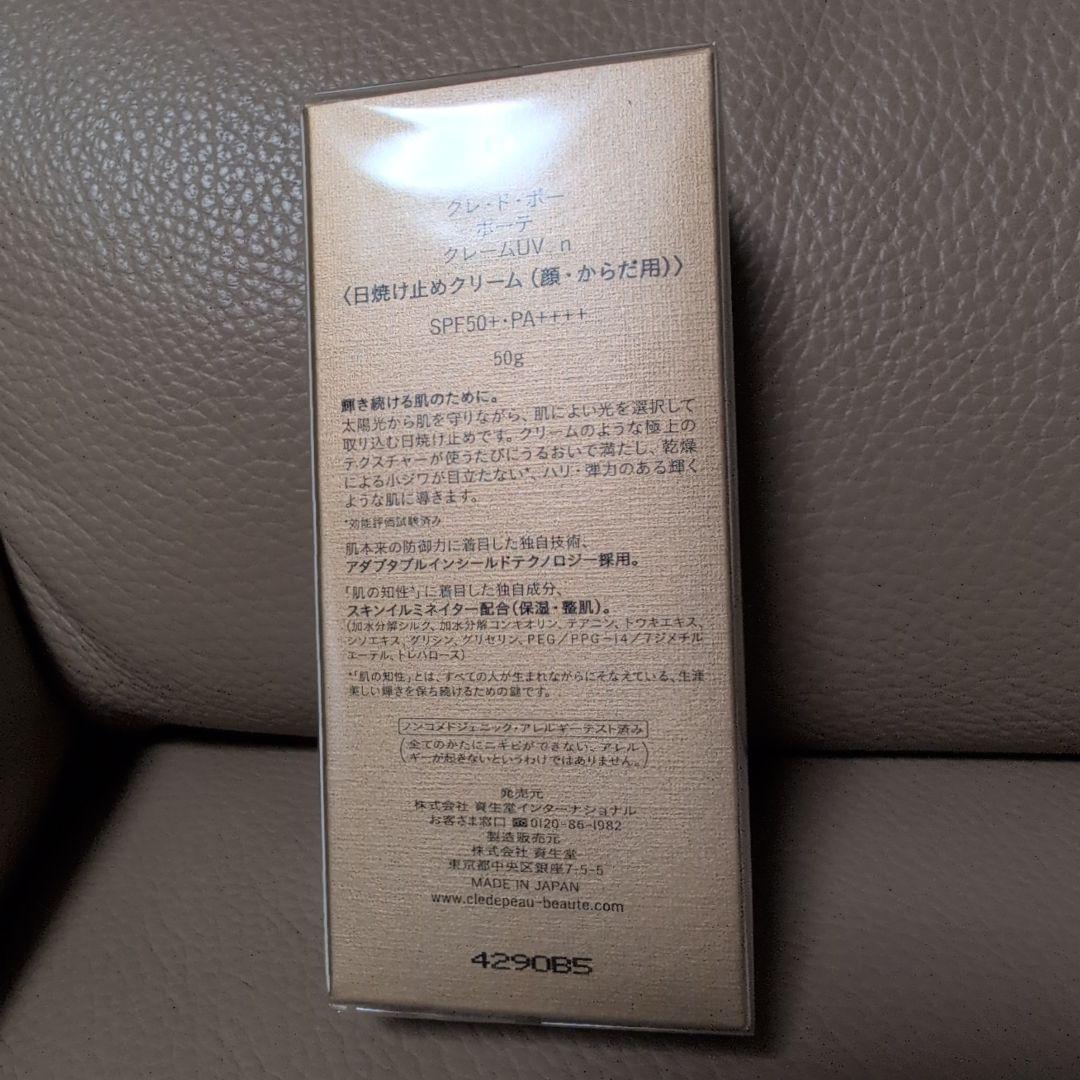 クレ・ド・ポー
ボーテ
クレームUV n
〈日焼け止めクリーム（顔・からだ用）〉
SPF50+・PA++++
50g
輝き続ける肌のために。
太陽光から肌を守りながら、肌によい光を選択して
取り込む日焼け止めです。クリームのような極上の
テクスチャーが使うたびにうるおいで満たし、乾燥
による小ジワが目立たない*、ハリ・弾力のある輝く
ような肌に導きます。
*効能評価試験済み
肌本来の防御力に着目した独自技術、
アダプタブルインシールドテクノロジー採用。
「肌の知性*」に着目した独自成分、
スキンイルミネイター配合（保湿・整肌）。
（加水分解シルク、加水分解コンキオリン、テアニン、トウキエキス、
シソエキス、グリシン、グリセリン、PEG／PPG-14／7ジメチル
エーテル、トレハロース）
*「肌の知性」とは、すべての人が生まれながらにそなえている、生涯
美しい輝きを保ち続けるための鍵です。
ノンコメドジェニック・アレルギーテスト済み
（全てのかたにニキビができない、アレル
ギーが起きないというわけではありません。）
発売元
株式会社 資生堂インターナショナル
お客さま窓口 0120-86-1982
製造販売元
株式会社 資生堂
東京都中央区銀座7-5-5
MADE IN JAPAN
www.cledepeau-beaute.com
4290B5